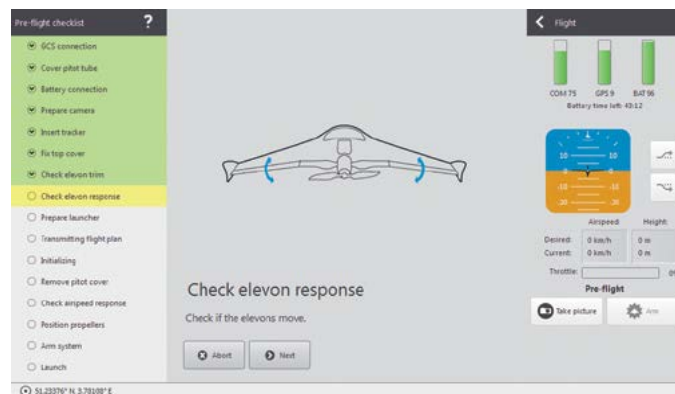 Pre-flight checklist ?
GCS connection
Cover pitot tube
Battery connection
Prepare camera
Insert tracker
Fix top cover
Check elevon trim
Check elevon response
Prepare launcher
Transmitting flight plan
Initializing
Remove pitot cover
Check airspeed response
Position propellers
Arm system
Launch
51.23376° N, 3.78108° E
Check elevon response
Check if the elevons move.
Abort
Next
Flight
COM 75 GPS 9 BAT 96
Battery time left: 43:12
10 10
0 0
-10 -10
-20 -20
Airspeed: Height:
Desired: 0 km/h 0 m
Current: 0 km/h 0 m
Throttle:
Pre-flight
Take picture
Arm